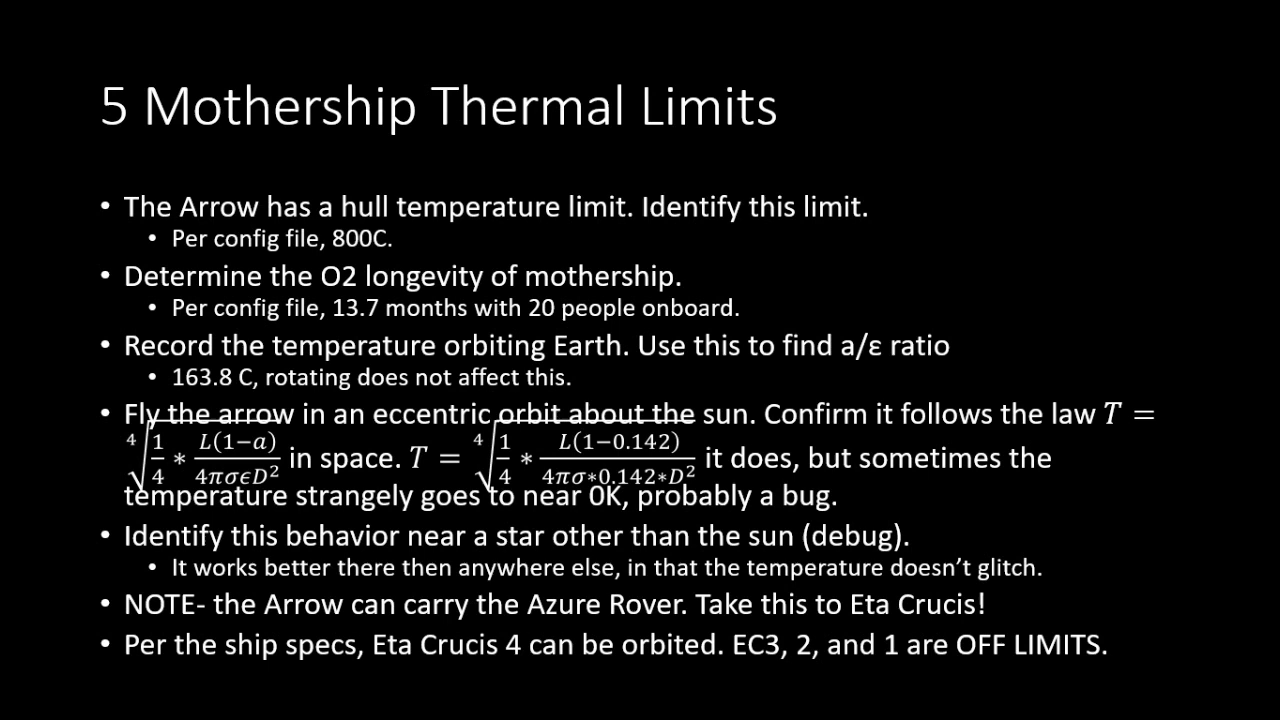 5 Mothership Thermal Limits
• The Arrow has a hull temperature limit. Identify this limit.
• Per config file, 800C.
• Determine the O2 longevity of mothership.
• Per config file, 13.7 months with 20 people onboard.
• Record the temperature orbiting Earth. Use this to find a/ε ratio
• 163.8 C, rotating does not affect this.
• Fly the arrow in an eccentric orbit about the sun. Confirm it follows the law T =
∜(1/4 * L(1−a)/4πσϵD²) in space. T = ∜(1/4 * L(1−0.142)/4πσ*0.142*D²) it does, but sometimes the
temperature strangely goes to near 0K, probably a bug.
• Identify this behavior near a star other than the sun (debug).
• It works better there then anywhere else, in that the temperature doesn’t glitch.
• NOTE- the Arrow can carry the Azure Rover. Take this to Eta Crucis!
• Per the ship specs, Eta Crucis 4 can be orbited. EC3, 2, and 1 are OFF LIMITS.